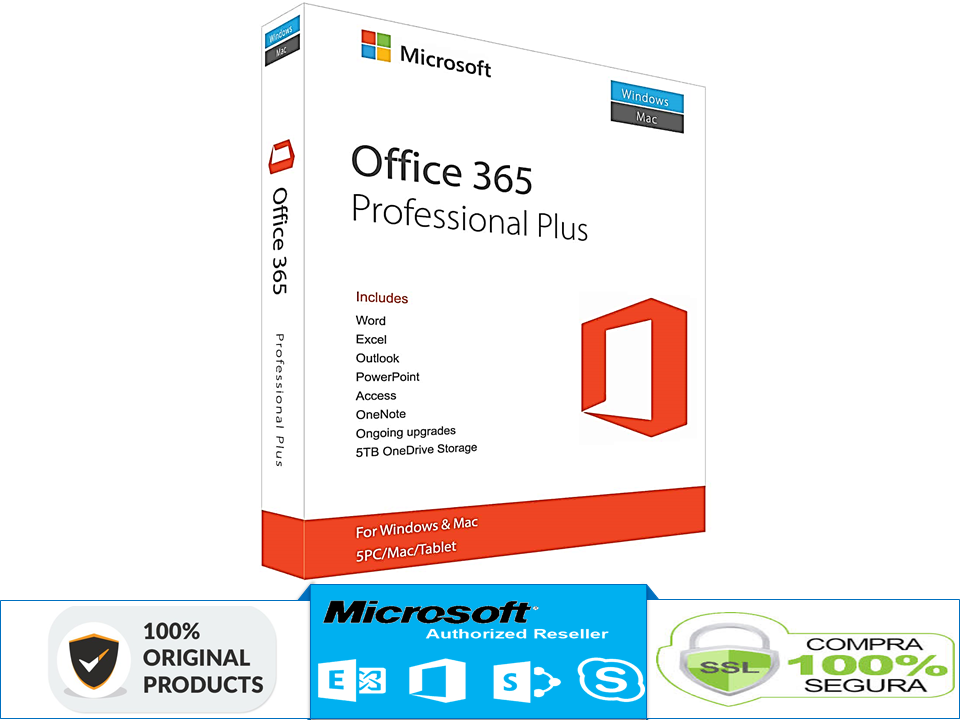 Windows
Mac
Microsoft
Windows
Mac
Office 365
Professional Plus
Office 365
Professional Plus
Includes
Word
Excel
Outlook
PowerPoint
Access
OneNote
Ongoing upgrades
5TB OneDrive Storage
For Windows & Mac
5PC/Mac/Tablet
100%
ORIGINAL
PRODUCTS
Microsoft®
Authorized Reseller
E
S
S
SSL
COMPRA
100%
SEGURA